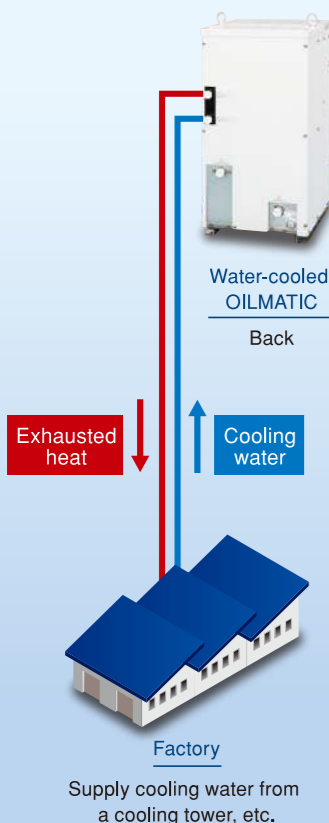 Water-cooled
OILMATIC
Back
Exhausted
heat
Cooling
water
Factory
Supply cooling water from
a cooling tower, etc.